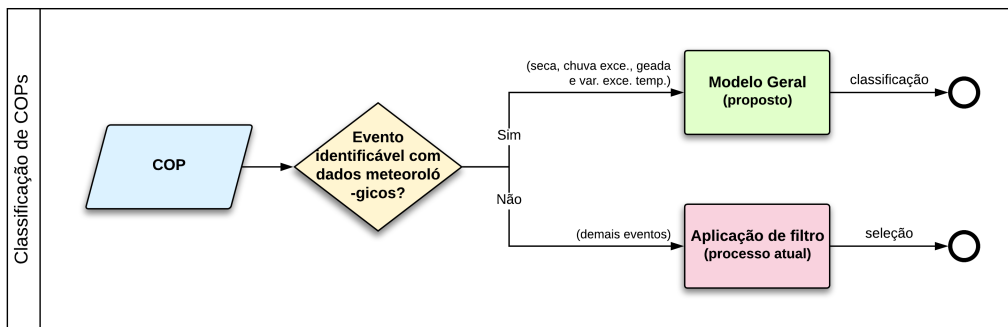 Classificação de COPs
COP
Evento
identificável com
dados meteoroló
-gicos?
Sim
(seca, chuva exce., geada
e var. exce. temp.)
Modelo Geral
(proposto)
classificação
Não
(demais eventos)
Aplicação de filtro
(processo atual)
seleção